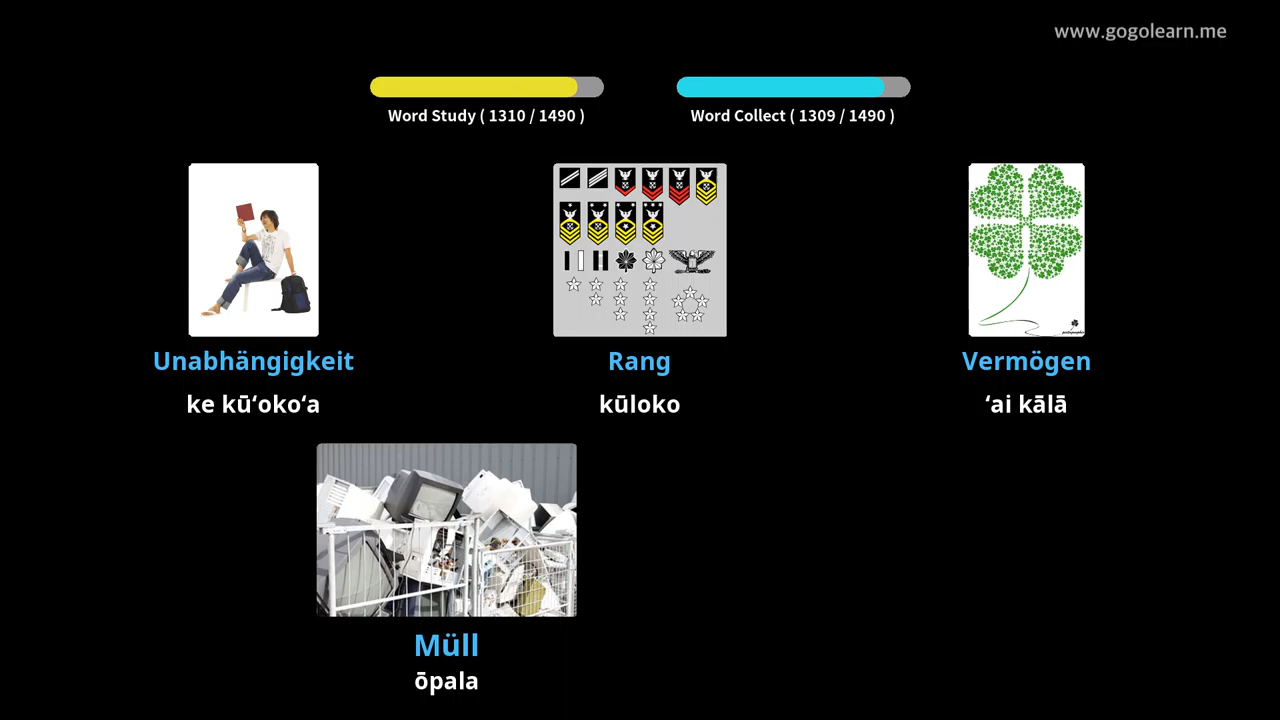 www.gogolearn.me
Word Study ( 1310 / 1490 )
Word Collect ( 1309 / 1490 )
Unabhängigkeit
Rang
Vermögen
ke kūʻokoʻa
kūloko
ʻai kālā
Müll
ōpala